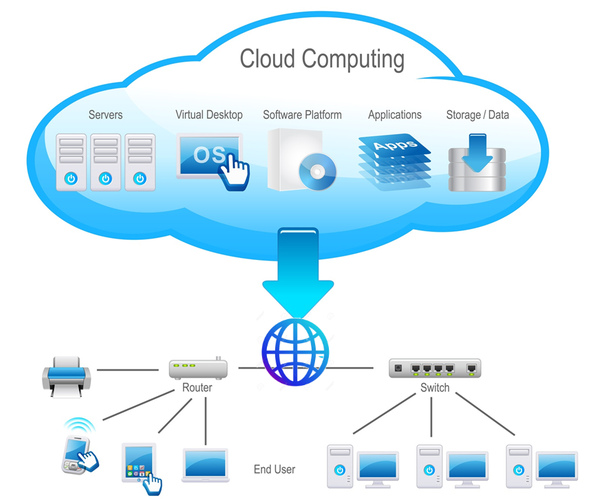 Cloud Computing
Servers
Virtual Desktop
Software Platform
Applications
Storage / Data
OS
Apps
Router
Switch
End User